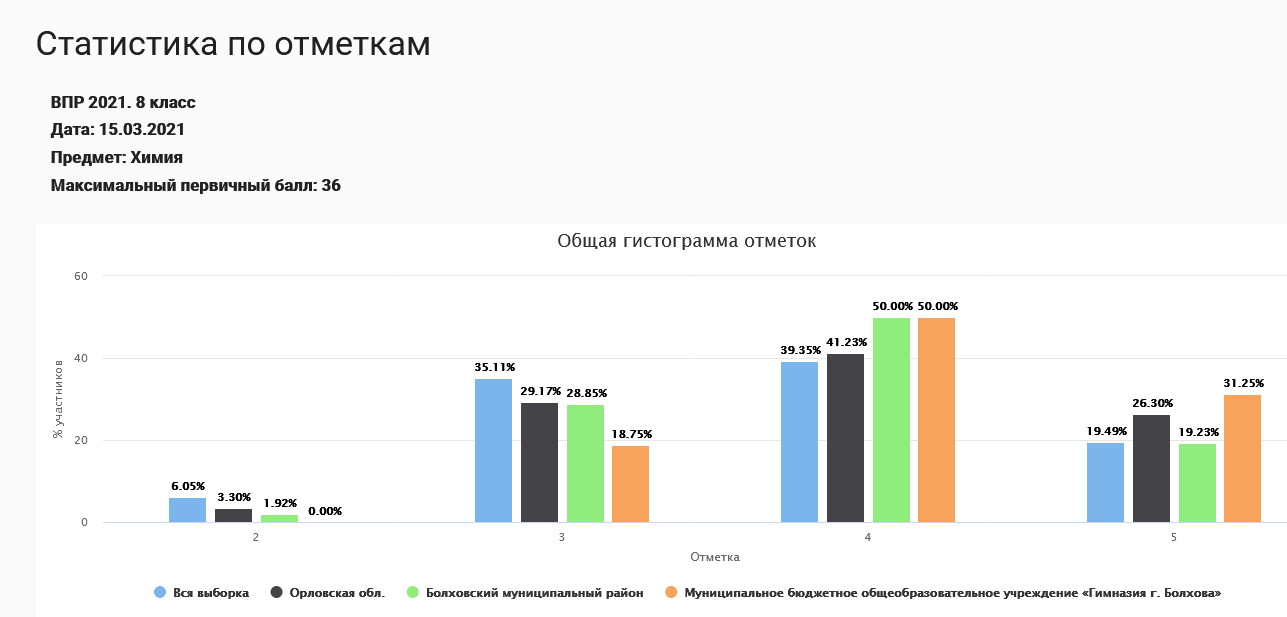 Статистика по отметкам
ВПР 2021. 8 класс
Дата: 15.03.2021
Предмет: Химия
Максимальный первичный балл: 36
Общая гистограмма отметок
% участников
60
40
20
0
6.05% 3.30% 1.92% 0.00%
35.11% 29.17% 28.85% 18.75%
39.35% 41.23% 50.00% 50.00%
19.49% 26.30% 19.23% 31.25%
2 3 4 5
Отметка
Вся выборка Орловская обл. Болховский муниципальный район Муниципальное бюджетное общеобразовательное учреждение «Гимназия г. Болхова»